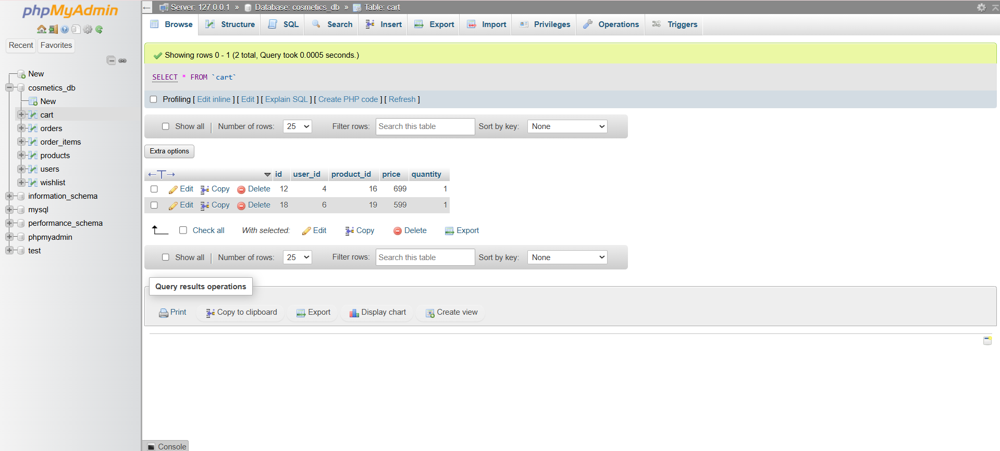 phpMyAdmin
Recent Favorites
New
cosmetics_db
New
cart
orders
order_items
products
users
wishlist
information_schema
mysql
performance_schema
phpmyadmin
test
Server: 127.0.0.1 » Database: cosmetics_db » Table: cart
Browse Structure SQL Search Insert Export Import Privileges Operations Triggers
Showing rows 0 - 1 (2 total, Query took 0.0005 seconds.)
SELECT * FROM `cart`
Profiling [ Edit inline ] [ Edit ] [ Explain SQL ] [ Create PHP code ] [ Refresh ]
Show all Number of rows: 25 Filter rows: Search this table Sort by key: None
Extra options
id user_id product_id price quantity
Edit Copy Delete 12 4 16 699 1
Edit Copy Delete 18 6 19 599 1
Check all With selected: Edit Copy Delete Export
Show all Number of rows: 25 Filter rows: Search this table Sort by key: None
Query results operations
Print Copy to clipboard Export Display chart Create view
Console